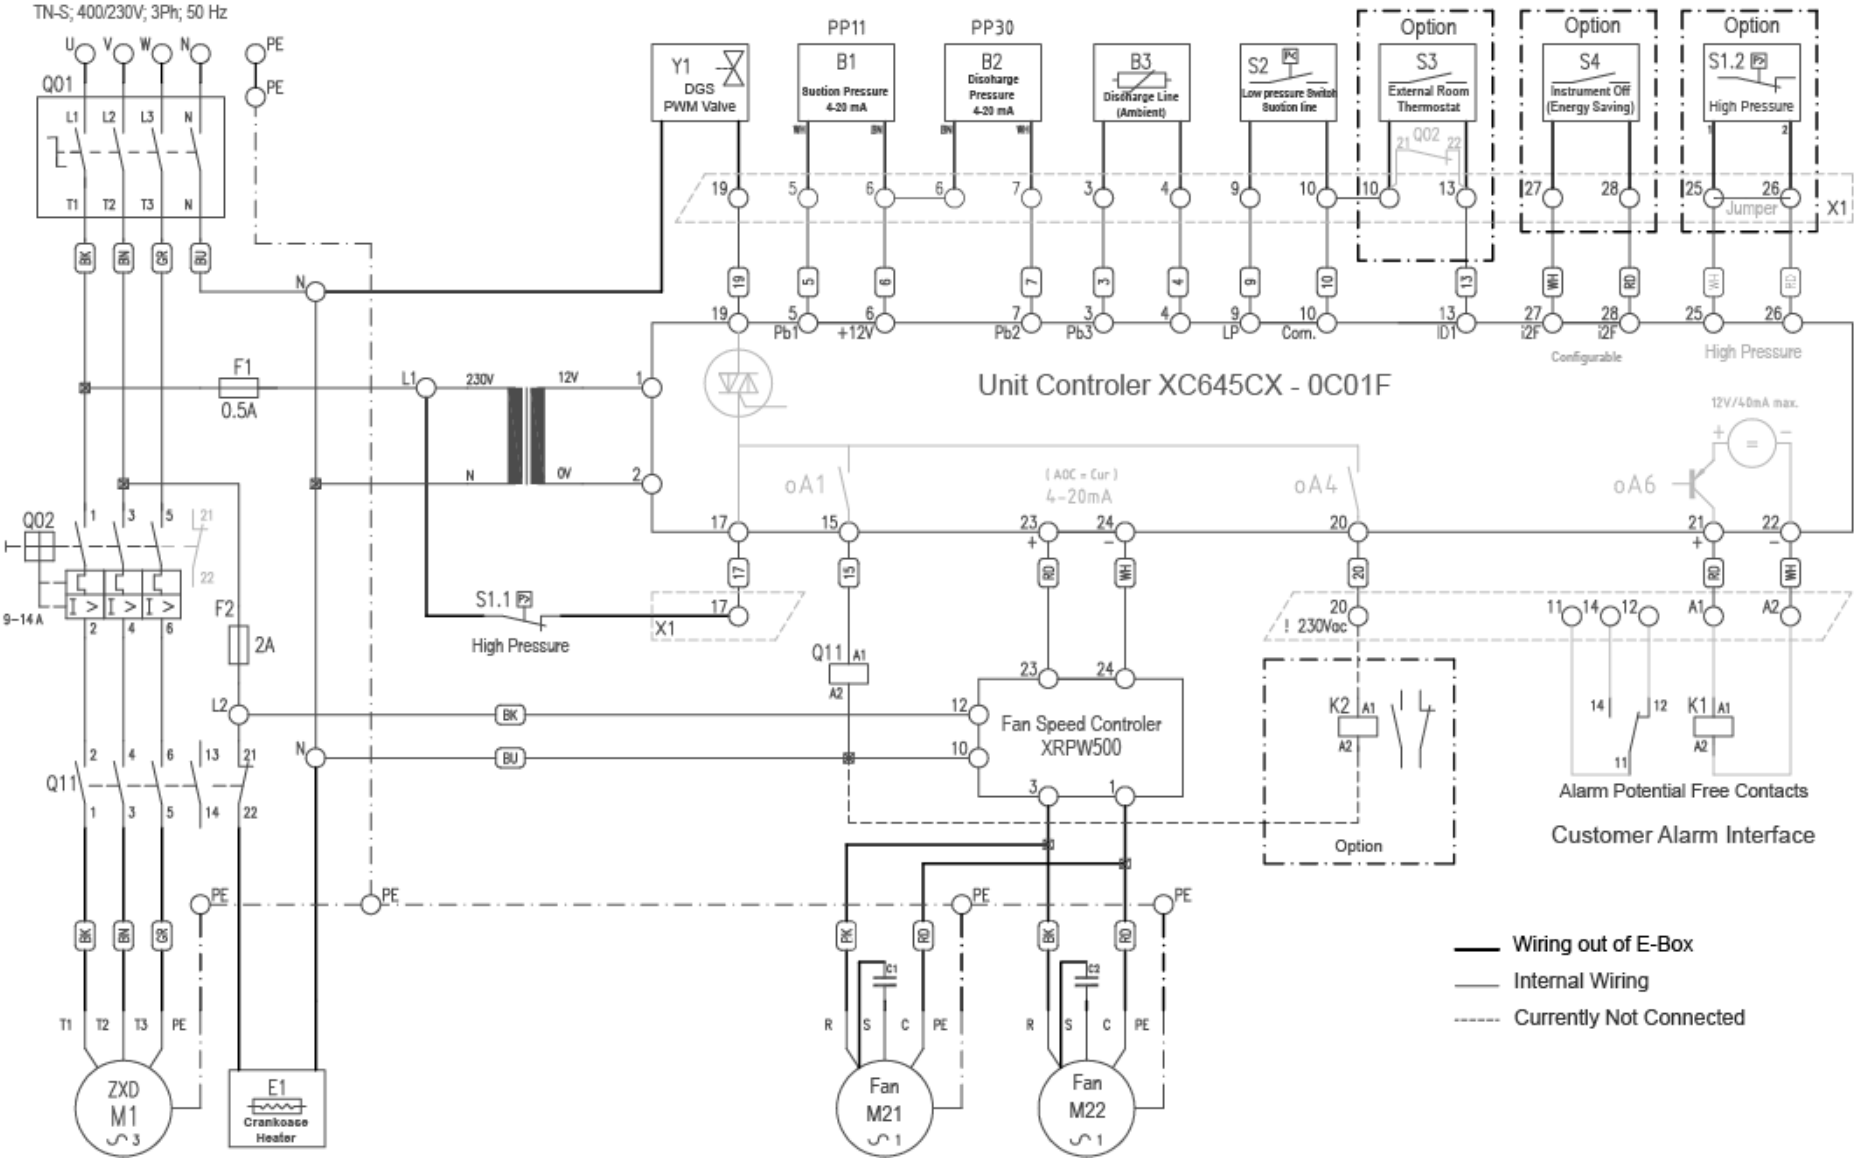 TN-S; 400/230V; 3Ph; 50 Hz
U V W N PE
PE
Q01
L1 L2 L3 N
T1 T2 T3 N
BK BN GR BU
N
PP11 PP30 Option Option Option
Y1
DGS
PWM Valve
B1
Suction Pressure
4-20 mA
WH BN
B2
Discharge
Pressure
4-20 mA
BN WH
B3
Discharge Line
(Ambient)
S2
Low pressure Switch
Suction line
S3
External Room
Thermostat
Q02
21 22
S4
Instrument Off
(Energy Saving)
S1.2
High Pressure
1 2
19 5 6 6 7 3 4 9 10 10 13 27 28 25 26
Jumper X1
19 5 6 7 3 4 9 10 13 WH RD WH RD
19 5 6 7 3 4 9 10 13 27 28 25 26
Pb1 +12V Pb2 Pb3 LP Com. ID1 i2F i2F
Configurable
High Pressure
F1
0.5A
L1 230V 12V 1
N 0V 2
Unit Controler XC645CX - 0C01F
12V/40mA max.
+ = -
oA1
( AOC = Cur )
4-20mA
oA4
oA6
17 15 23 24 20 21 22
+ - + -
17 15 RD WH 20 RD WH
Q02
1 3 5 21
22
I > I > I >
9-14A
2 4 6
F2
2A
S1.1
High Pressure
17
X1
20
! 230Vac
11 14 12 A1 A2
Q11 A1
A2
23 24
L2 BK 12
N BU 10
Fan Speed Controler
XRPW500
3 1
K2 A1
A2
Option
14 12
11
K1 A1
A2
Alarm Potential Free Contacts
Customer Alarm Interface
2 4 6 13 21
Q11
1 3 5 14 22
PE PE PE PE
BK BN GR
PK RD BK RD
C1 C2
T1 T2 T3 PE
R S C PE
R S C PE
ZXD
M1
3
E1
Crankcase
Heater
Fan
M21
1
Fan
M22
1
Wiring out of E-Box
Internal Wiring
Currently Not Connected